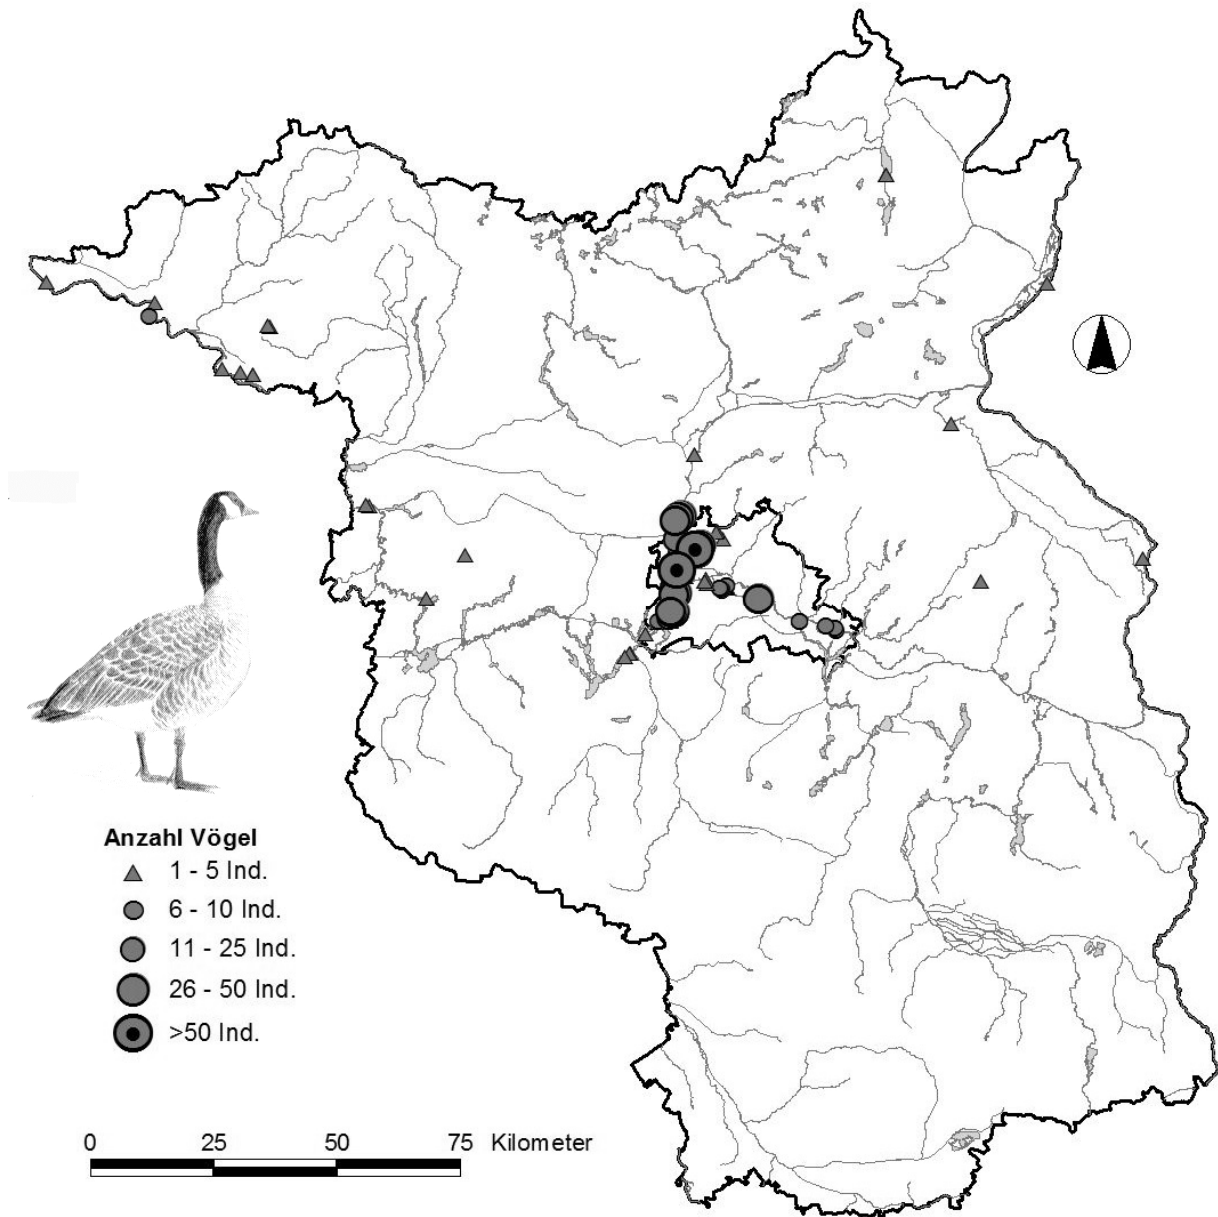 Anzahl Vögel
1 - 5 Ind.
6 - 10 Ind.
11 - 25 Ind.
26 - 50 Ind.
>50 Ind.
0 25 50 75 Kilometer